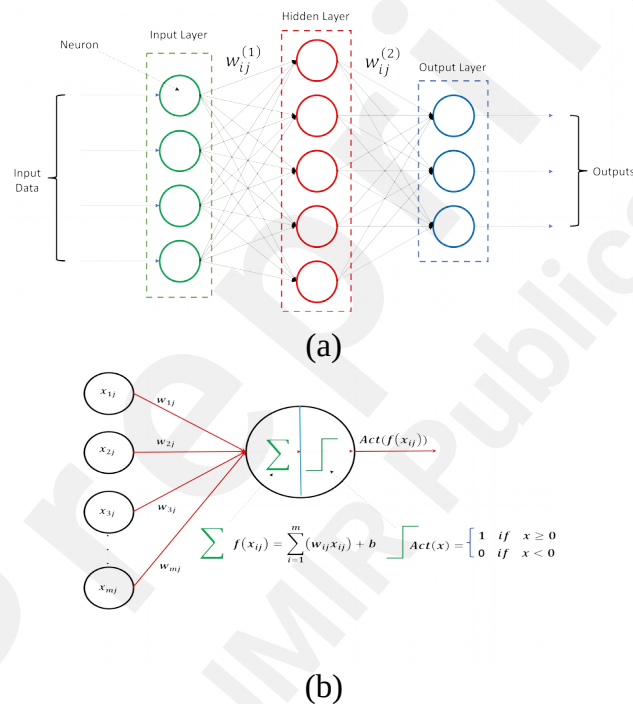 Hidden Layer
Input Layer
Neuron
W_{ij}^{(1)}
W_{ij}^{(2)}
Output Layer
Input
Data
Outputs
(a)
x_{1j}
w_{1j}
x_{2j}
w_{2j}
∑
Act(f(x_{ij}))
x_{3j}
w_{3j}
∑ f(x_{ij}) = ∑_{i=1}^{m} (w_{ij}x_{ij}) + b
Act(x) = { 1 if x ≥ 0
0 if x < 0
w_{mj}
x_{mj}
(b)
JMIR Public